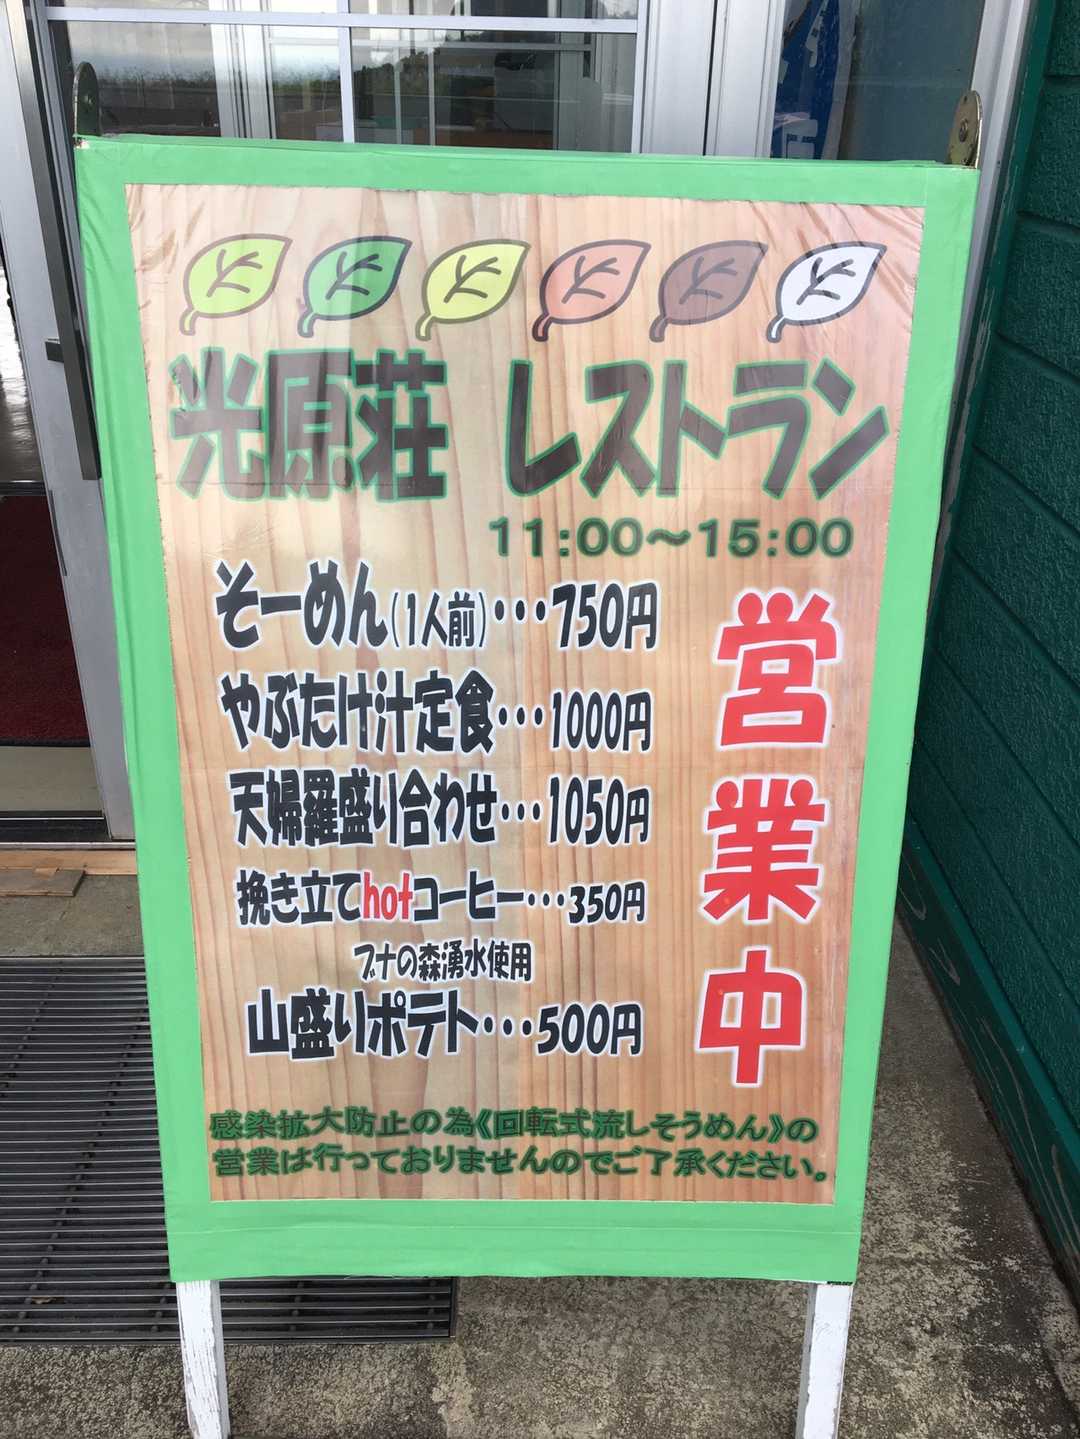 光原荘 レストラン
11:00～15:00
そーめん(1人前)･･･750円
やぶたけ汁定食･･･1000円
天婦羅盛り合わせ･･･1050円
挽き立てhotコーヒー･･･350円
ブナの森湧水使用
山盛りポテト･･･500円
営業中
感染拡大防止の為《回転式流しそうめん》の
営業は行っておりませんのでご了承ください。